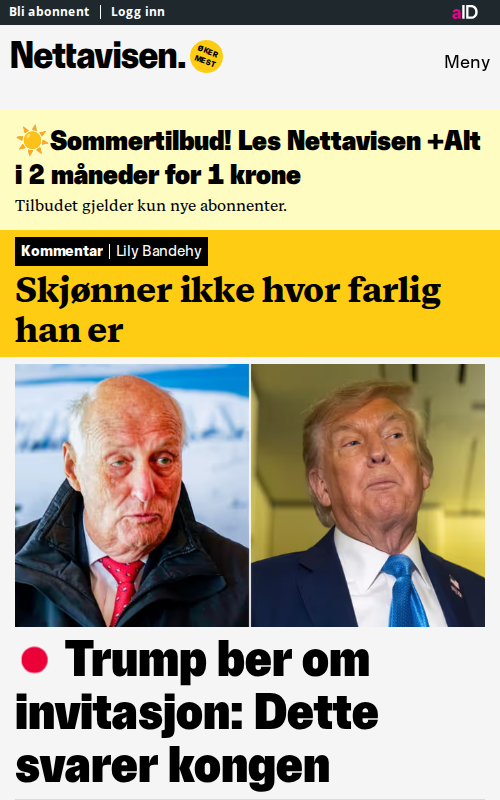 Bli abonnent | Logg inn
aID
Nettavisen.
ØKER
MEST
Meny
☀️Sommertilbud! Les Nettavisen +Alt
i 2 måneder for 1 krone
Tilbudet gjelder kun nye abonnenter.
Kommentar | Lily Bandehy
Skjønner ikke hvor farlig
han er
🔴 Trump ber om
invitasjon: Dette
svarer kongen